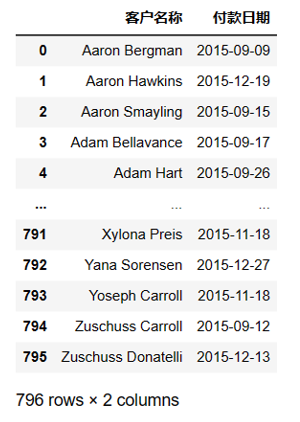 客户名称 付款日期
0 Aaron Bergman 2015-09-09
1 Aaron Hawkins 2015-12-19
2 Aaron Smayling 2015-09-15
3 Adam Bellavance 2015-09-17
4 Adam Hart 2015-09-26
... ... ...
791 Xylona Preis 2015-11-18
792 Yana Sorensen 2015-12-27
793 Yoseph Carroll 2015-11-18
794 Zuschuss Carroll 2015-09-12
795 Zuschuss Donatelli 2015-12-13
796 rows × 2 columns